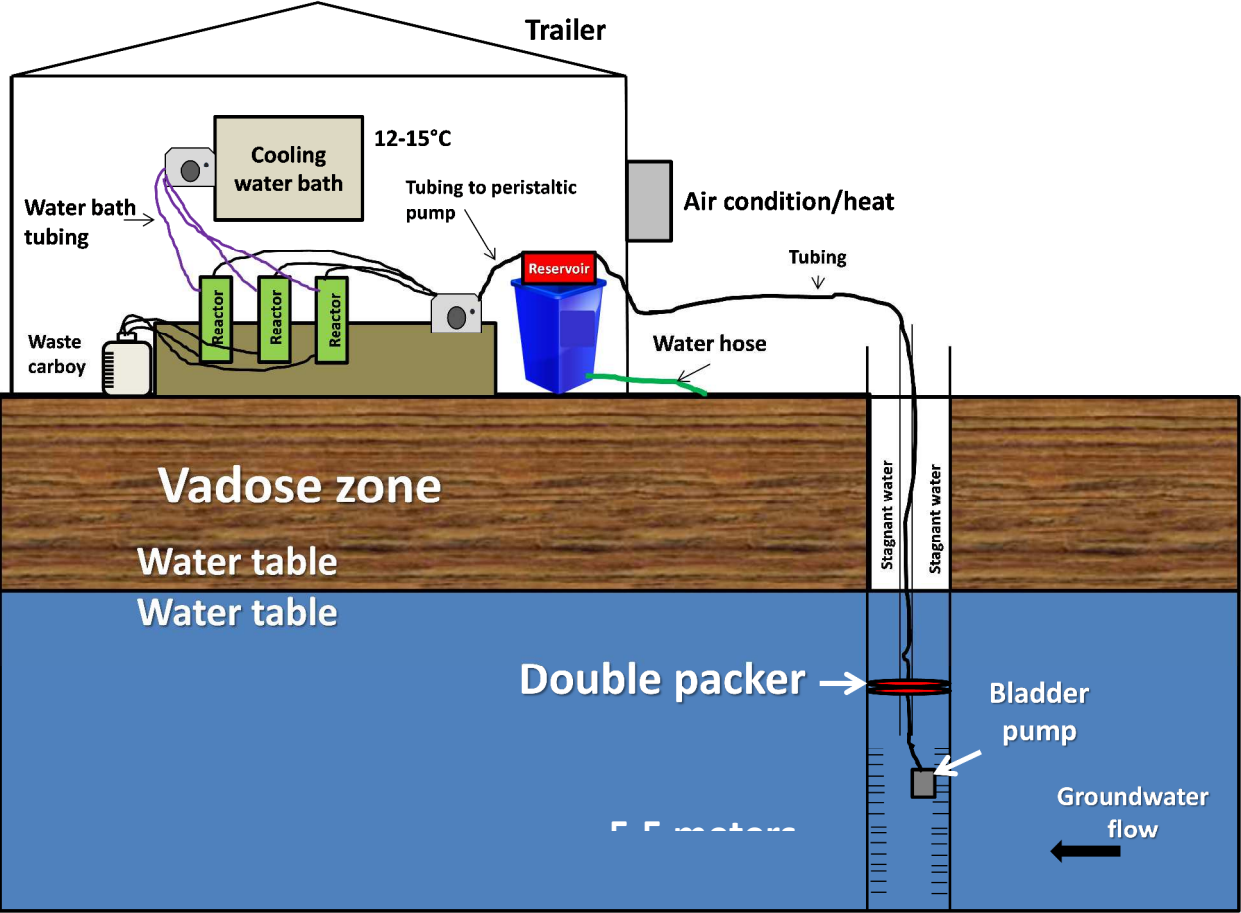 Trailer
12-15°C
Cooling
water bath
Tubing to peristaltic
pump
Water bath
tubing
Air condition/heat
Tubing
Reservoir
Reactor
Reactor
Reactor
Waste
carboy
Water hose
Vadose zone
Stagnant water
Stagnant water
Water table
Water table
Double packer
Bladder
pump
Groundwater
flow